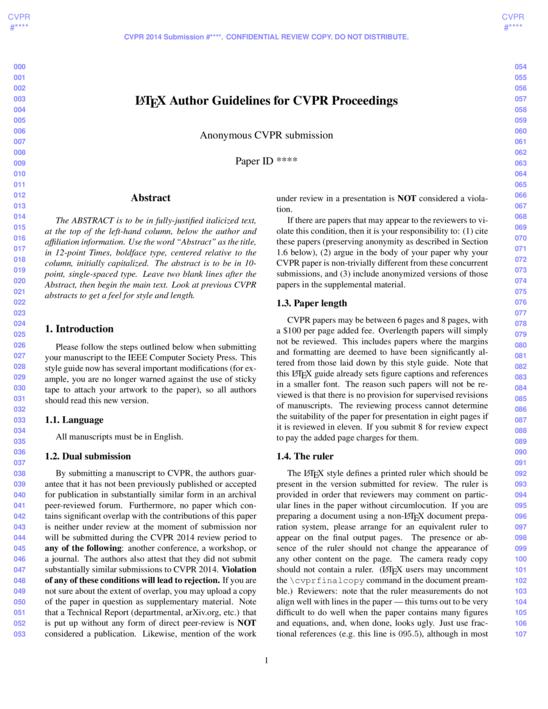 CVPR
#****
CVPR
#****
CVPR 2014 Submission #****. CONFIDENTIAL REVIEW COPY. DO NOT DISTRIBUTE.
LATEX Author Guidelines for CVPR Proceedings
Anonymous CVPR submission
Paper ID ****
Abstract
The ABSTRACT is to be in fully-justified italicized text,
at the top of the left-hand column, below the author and
affiliation information. Use the word “Abstract” as the title,
in 12-point Times, boldface type, centered relative to the
column, initially capitalized. The abstract is to be in 10-
point, single-spaced type. Leave two blank lines after the
Abstract, then begin the main text. Look at previous CVPR
abstracts to get a feel for style and length.
1. Introduction
Please follow the steps outlined below when submitting
your manuscript to the IEEE Computer Society Press. This
style guide now has several important modifications (for ex-
ample, you are no longer warned against the use of sticky
tape to attach your artwork to the paper), so all authors
should read this new version.
1.1. Language
All manuscripts must be in English.
1.2. Dual submission
By submitting a manuscript to CVPR, the authors guar-
antee that it has not been previously published or accepted
for publication in substantially similar form in an archival
peer-reviewed forum. Furthermore, no paper which con-
tains significant overlap with the contributions of this paper
is neither under review at the moment of submission nor
will be submitted during the CVPR 2014 review period to
any of the following: another conference, a workshop, or
a journal. The authors also attest that they did not submit
substantially similar submissions to CVPR 2014. Violation
of any of these conditions will lead to rejection. If you are
not sure about the extent of overlap, you may upload a copy
of the paper in question as supplementary material. Note
that a Technical Report (departmental, arXiv.org, etc.) that
is put up without any form of direct peer-review is NOT
considered a publication. Likewise, mention of the work
under review in a presentation is NOT considered a viola-
tion.
If there are papers that may appear to the reviewers to vi-
olate this condition, then it is your responsibility to: (1) cite
these papers (preserving anonymity as described in Section
1.6 below), (2) argue in the body of your paper why your
CVPR paper is non-trivially different from these concurrent
submissions, and (3) include anonymized versions of those
papers in the supplemental material.
1.3. Paper length
CVPR papers may be between 6 pages and 8 pages, with
a $100 per page added fee. Overlength papers will simply
not be reviewed. This includes papers where the margins
and formatting are deemed to have been significantly al-
tered from those laid down by this style guide. Note that
this LATEX guide already sets figure captions and references
in a smaller font. The reason such papers will not be re-
viewed is that there is no provision for supervised revisions
of manuscripts. The reviewing process cannot determine
the suitability of the paper for presentation in eight pages if
it is reviewed in eleven. If you submit 8 for review expect
to pay the added page charges for them.
1.4. The ruler
The LATEX style defines a printed ruler which should be
present in the version submitted for review. The ruler is
provided in order that reviewers may comment on partic-
ular lines in the paper without circumlocution. If you are
preparing a document using a non-LATEX document prepa-
ration system, please arrange for an equivalent ruler to
appear on the final output pages. The presence or ab-
sence of the ruler should not change the appearance of
any other content on the page. The camera ready copy
should not contain a ruler. (LATEX users may uncomment
the \cvprfinalcopy command in the document pream-
ble.) Reviewers: note that the ruler measurements do not
align well with lines in the paper — this turns out to be very
difficult to do well when the paper contains many figures
and equations, and, when done, looks ugly. Just use frac-
tional references (e.g. this line is 095.5), although in most
000
001
002
003
004
005
006
007
008
009
010
011
012
013
014
015
016
017
018
019
020
021
022
023
024
025
026
027
028
029
030
031
032
033
034
035
036
037
038
039
040
041
042
043
044
045
046
047
048
049
050
051
052
053
054
055
056
057
058
059
060
061
062
063
064
065
066
067
068
069
070
071
072
073
074
075
076
077
078
079
080
081
082
083
084
085
086
087
088
089
090
091
092
093
094
095
096
097
098
099
100
101
102
103
104
105
106
107
1